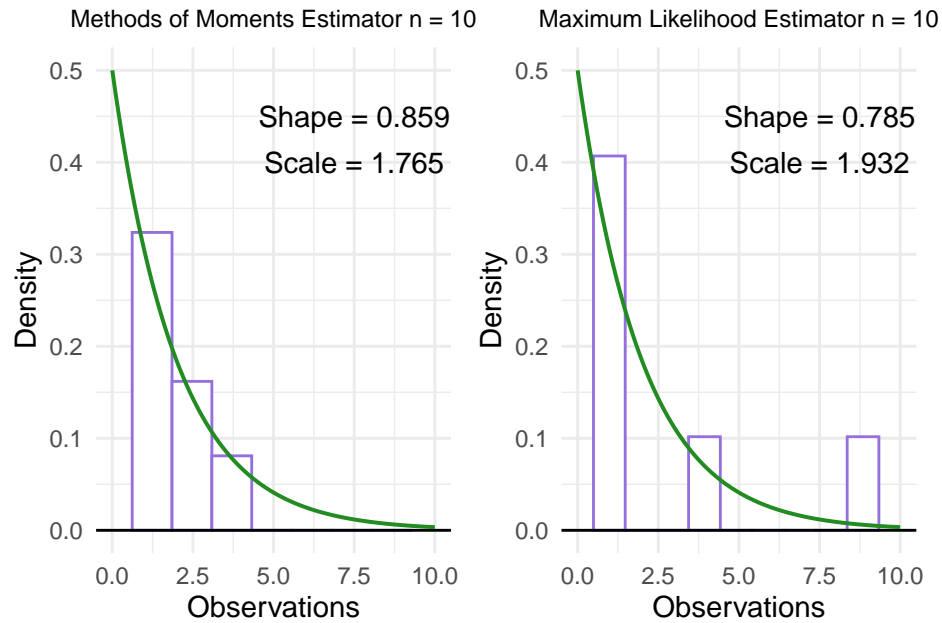 Methods of Moments Estimator n = 10
Shape = 0.859
Scale = 1.765
Density
0.5
0.4
0.3
0.2
0.1
0.0
0.0 2.5 5.0 7.5 10.0
Observations
Maximum Likelihood Estimator n = 10
Shape = 0.785
Scale = 1.932
Density
0.5
0.4
0.3
0.2
0.1
0.0
0.0 2.5 5.0 7.5 10.0
Observations